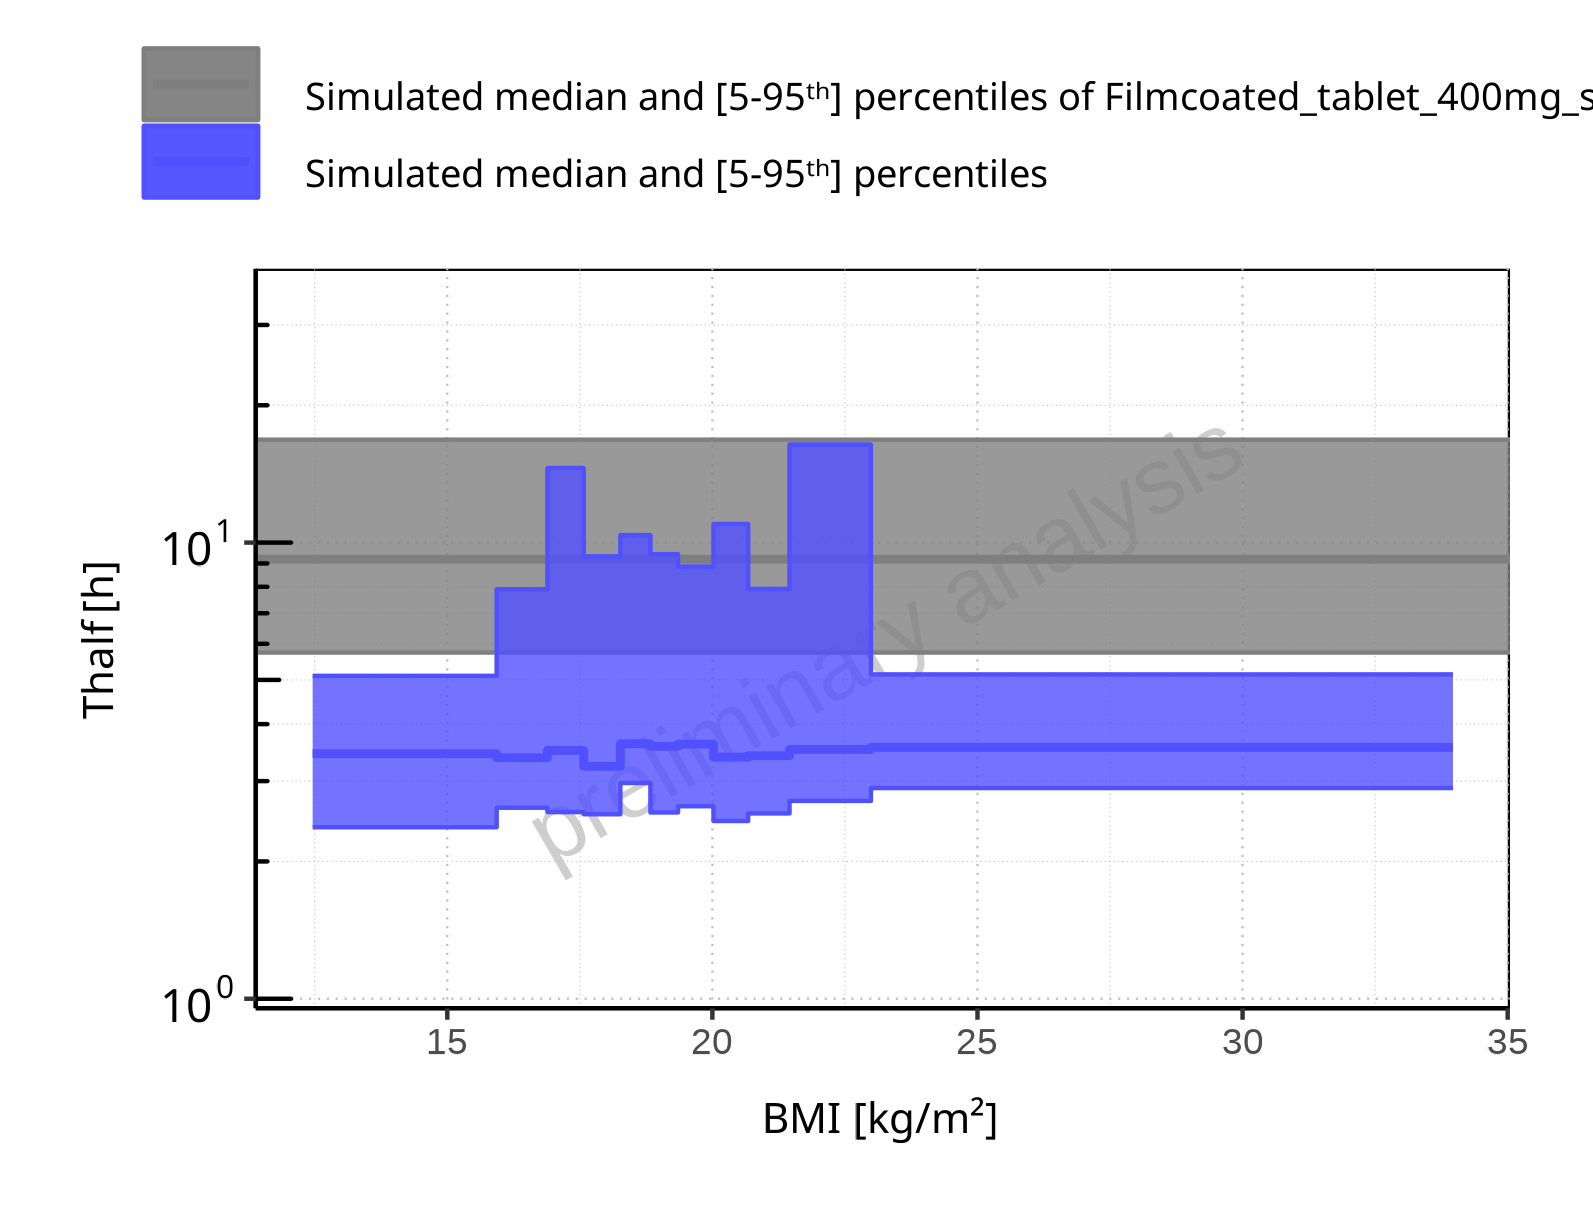 Simulated median and [5-95ᵗʰ] percentiles of Filmcoated_tablet_400mg_s
Simulated median and [5-95ᵗʰ] percentiles
10¹
10⁰
Thalf [h]
preliminary analysis
15 20 25 30 35
BMI [kg/m²]